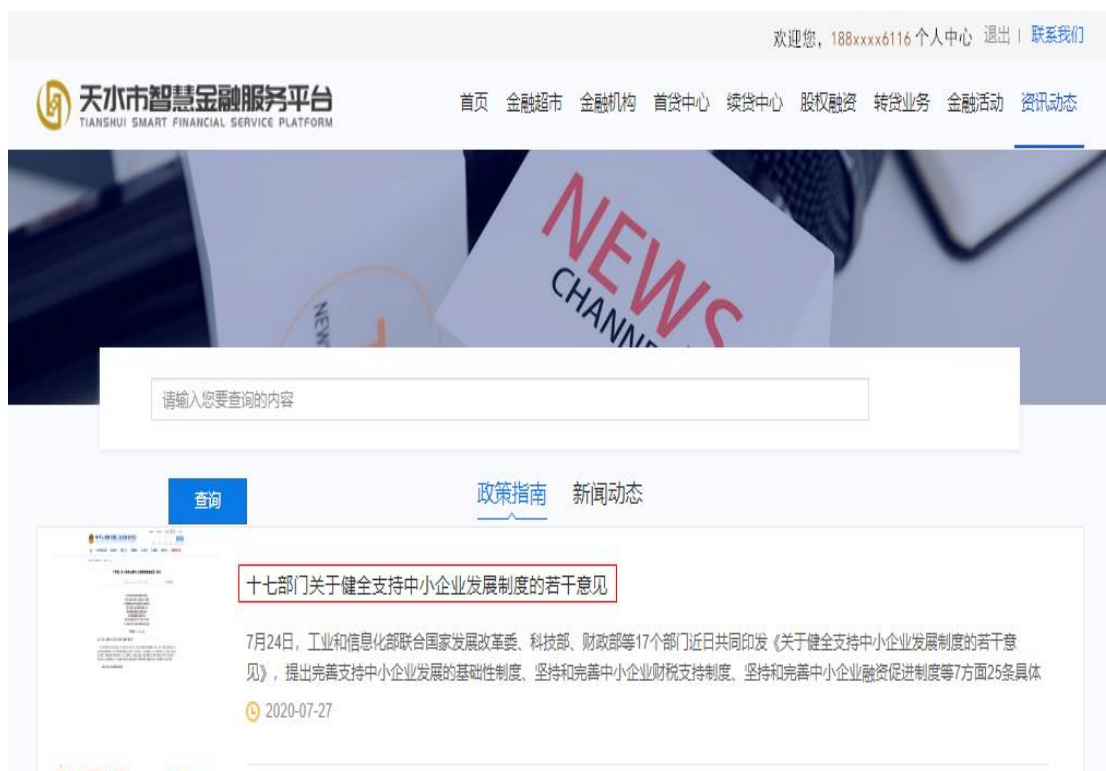 欢迎您，188xxxx6116 个人中心 退出 | 联系我们
天水市智慧金融服务平台
TIANSHUI SMART FINANCIAL SERVICE PLATFORM
首页 金融超市 金融机构 首贷中心 续贷中心 股权融资 转贷业务 金融活动 资讯动态
NEWS
CHANNE
NEW
请输入您要查询的内容
查询
政策指南 新闻动态
十七部门关于健全支持中小企业发展制度的若干意见
7月24日，工业和信息化部联合国家发展改革委、科技部、财政部等17个部门近日共同印发《关于健全支持中小企业发展制度的若干意
见》，提出完善支持中小企业发展的基础性制度、坚持和完善中小企业财税支持制度、坚持和完善中小企业融资促进制度等7方面25条具体
2020-07-27